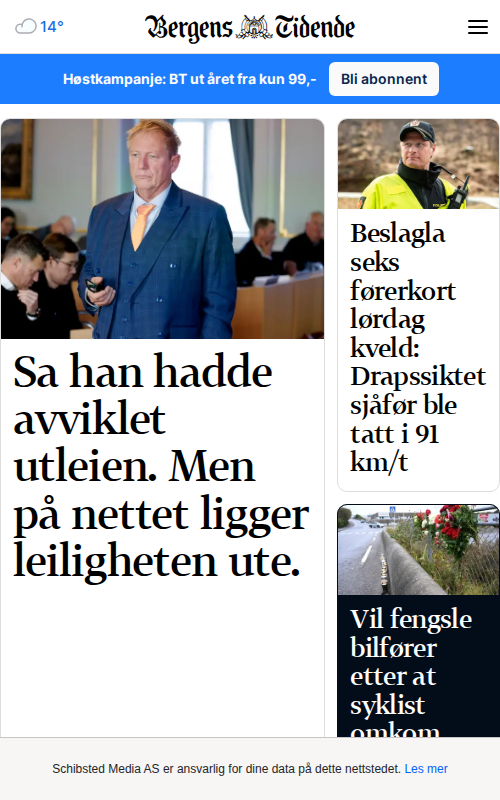 14°
Bergens Tidende
Høstkampanje: BT ut året fra kun 99,-
Bli abonnent
Sa han hadde
avviklet
utleien. Men
på nettet ligger
leiligheten ute.
Beslagla
seks
førerkort
lørdag
kveld:
Drapssiktet
sjåfør ble
tatt i 91
km/t
Vil fengsle
bilfører
etter at
syklist
omkom
Schibsted Media AS er ansvarlig for dine data på dette nettstedet. Les mer